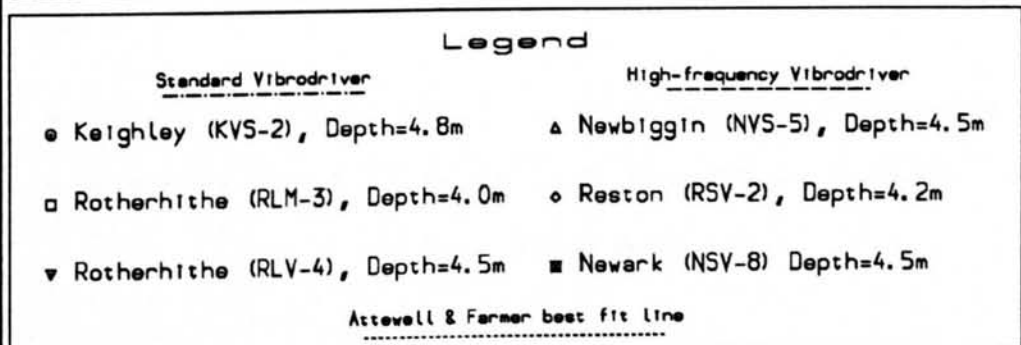 Legend
Standard Vibrodriver
High-frequency Vibrodriver
Keighley (KVS-2), Depth=4.8m
Newbiggin (NVS-5), Depth=4.5m
Rotherhithe (RLM-3), Depth=4.0m
Reston (RSV-2), Depth=4.2m
Rotherhithe (RLV-4), Depth=4.5m
Newark (NSV-8) Depth=4.5m
Attewell & Farmer best fit line